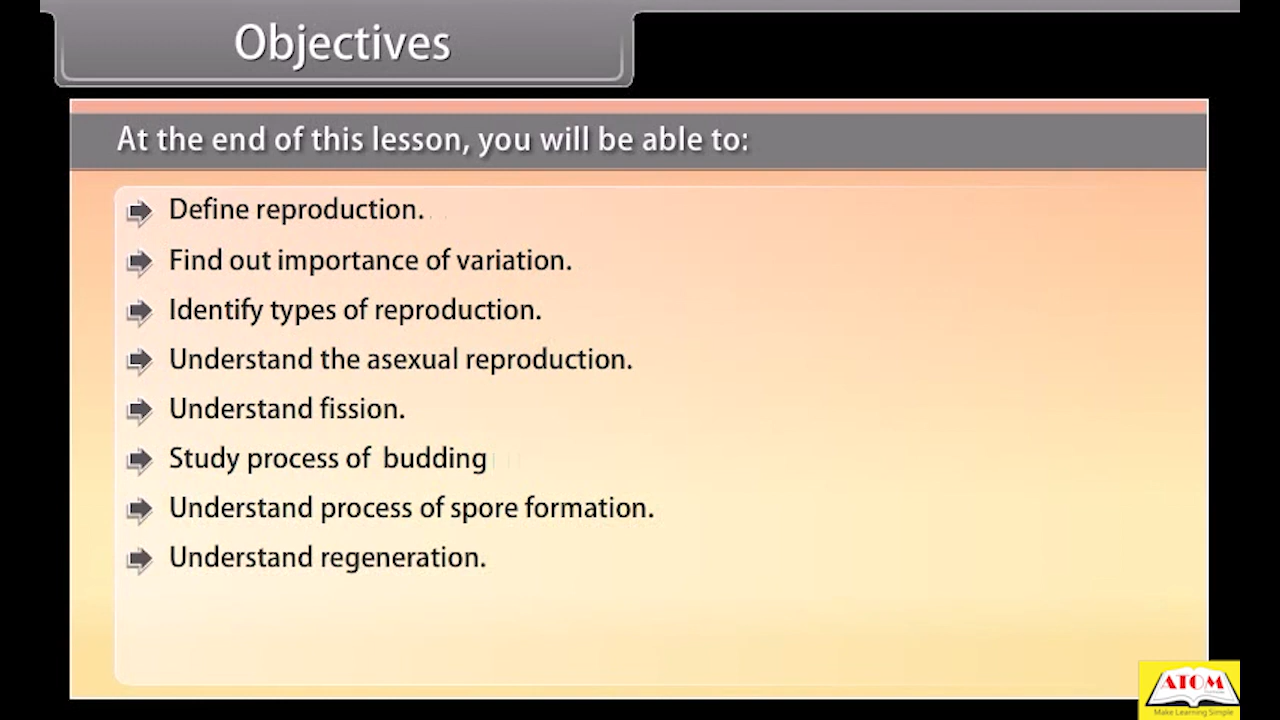 Objectives
At the end of this lesson, you will be able to:
Define reproduction.
Find out importance of variation.
Identify types of reproduction.
Understand the asexual reproduction.
Understand fission.
Study process of budding
Understand process of spore formation.
Understand regeneration.
ATOM
Make Learning Simple